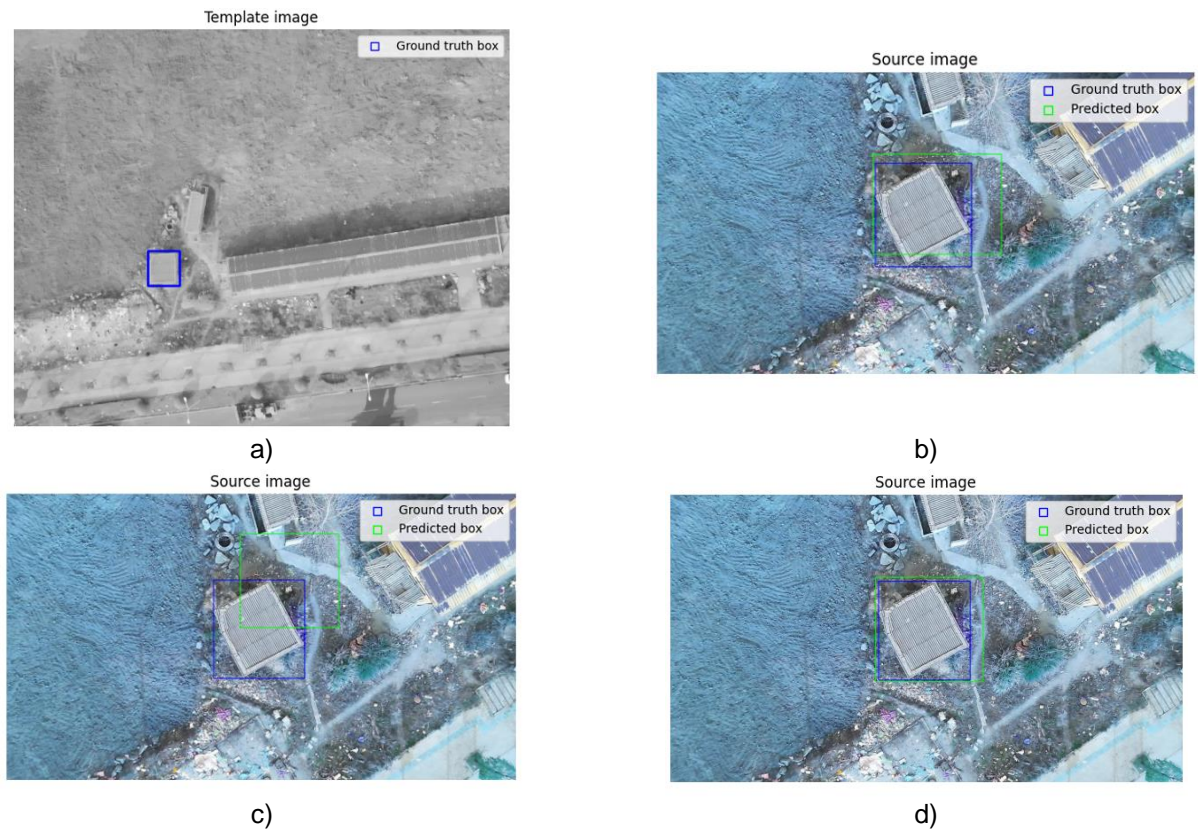 Template image
Ground truth box
a)
Source image
Ground truth box
Predicted box
b)
Source image
Ground truth box
Predicted box
c)
Source image
Ground truth box
Predicted box
d)